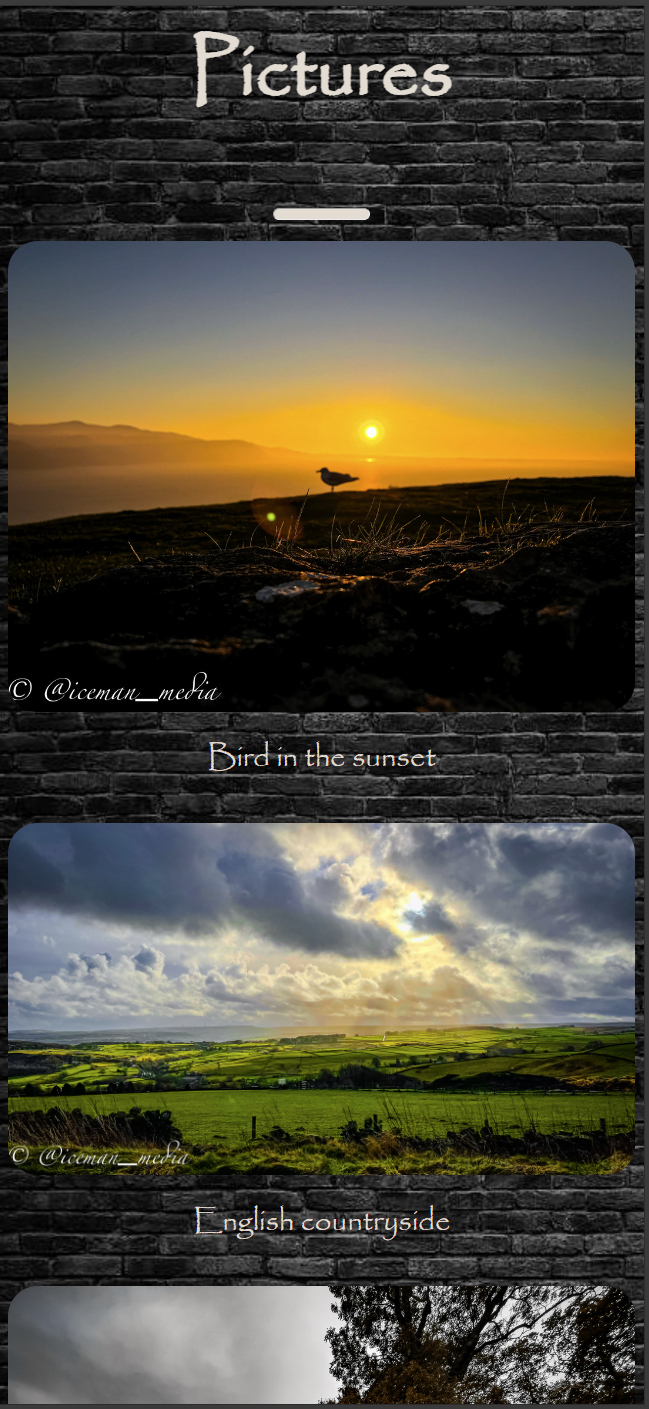 Pictures
© @iceman_media
Bird in the sunset
© @iceman_media
English countryside